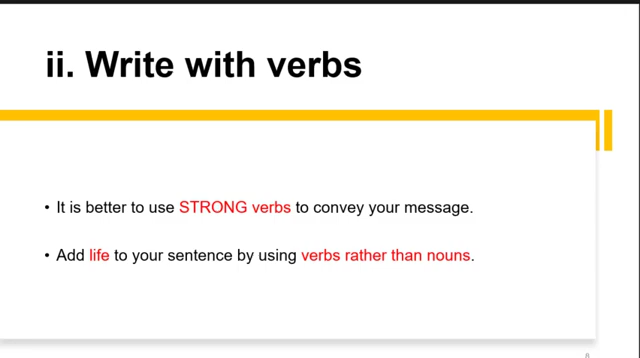 ii. Write with verbs
• It is better to use STRONG verbs to convey your message.
• Add life to your sentence by using verbs rather than nouns.